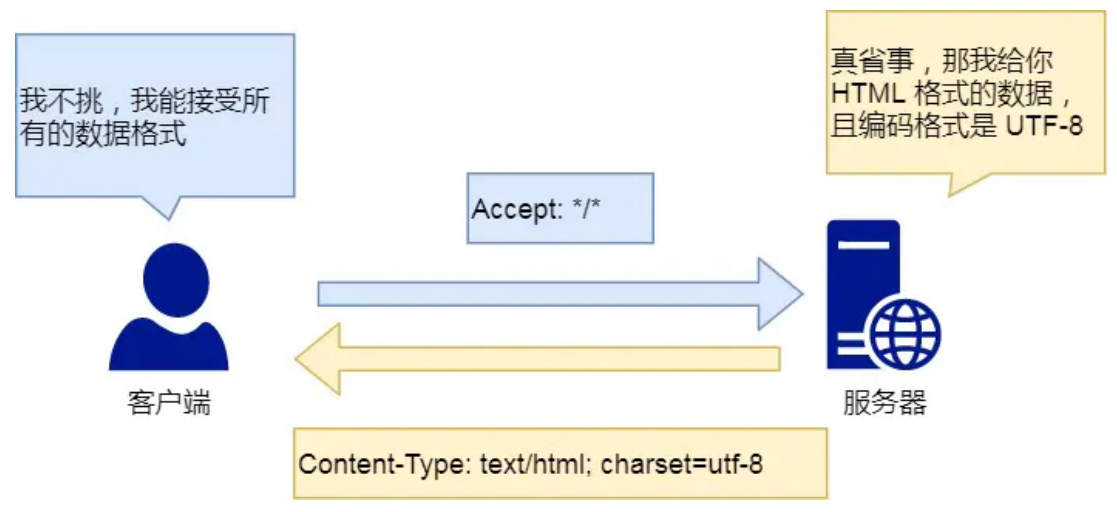 我不挑，我能接受所
有的数据格式
真省事，那我给你
HTML 格式的数据，
且编码格式是 UTF-8
Accept: */*
客户端
服务器
Content-Type: text/html; charset=utf-8